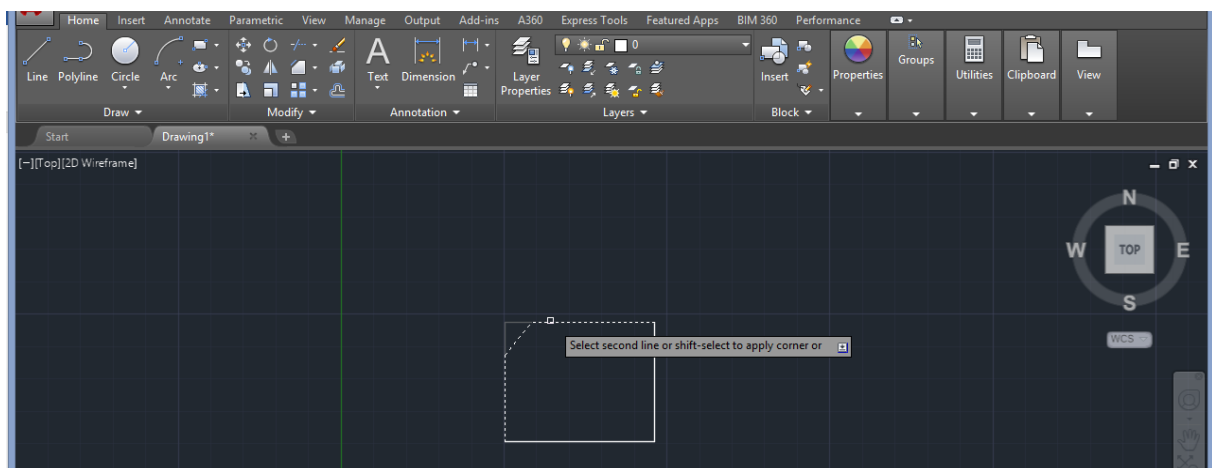 Home Insert Annotate Parametric View Manage Output Add-ins A360 Express Tools Featured Apps BIM 360 Performance
0
Line Polyline Circle Arc
Text Dimension
Layer
Properties
Insert
Properties
Groups
Utilities
Clipboard
View
Draw Modify Annotation Layers Block
Start Drawing1* +
[−][Top][2D Wireframe]
N
W TOP E
S
WCS
Select second line or shift-select to apply corner or